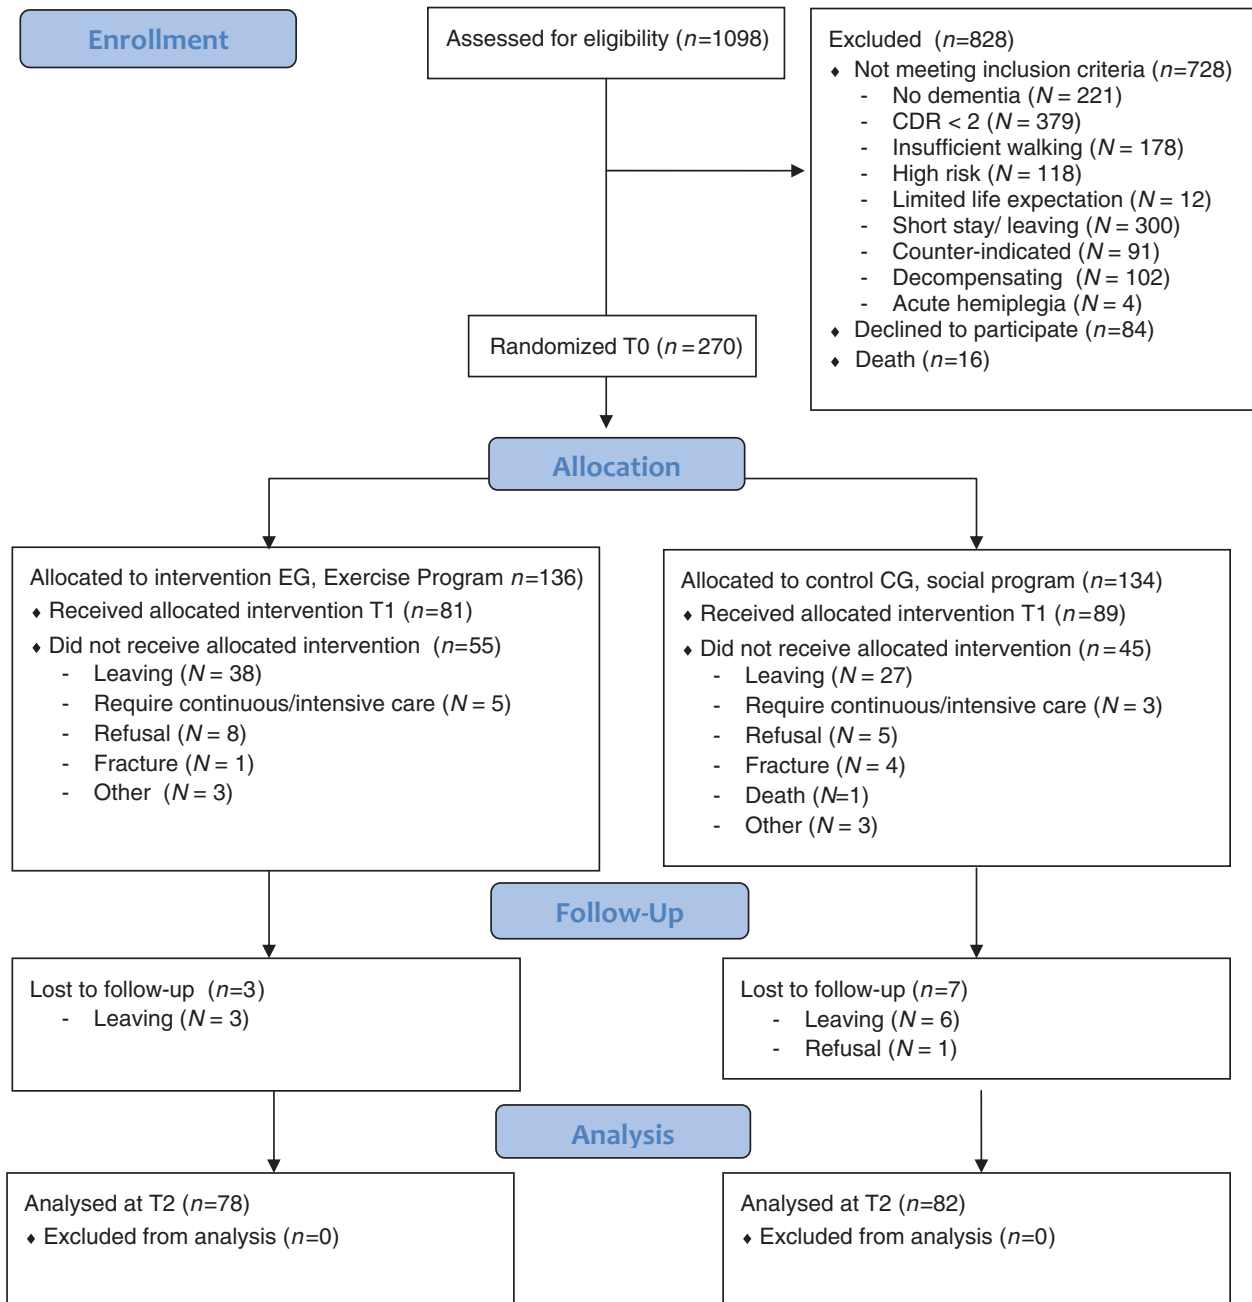 Enrollment
Assessed for eligibility (n=1098)
Excluded (n=828)
♦ Not meeting inclusion criteria (n=728)
- No dementia (N = 221)
- CDR < 2 (N = 379)
- Insufficient walking (N = 178)
- High risk (N = 118)
- Limited life expectation (N = 12)
- Short stay/ leaving (N = 300)
- Counter-indicated (N = 91)
- Decompensating (N = 102)
- Acute hemiplegia (N = 4)
♦ Declined to participate (n=84)
♦ Death (n=16)
Randomized T0 (n = 270)
Allocation
Allocated to intervention EG, Exercise Program n=136)
♦ Received allocated intervention T1 (n=81)
♦ Did not receive allocated intervention (n=55)
- Leaving (N = 38)
- Require continuous/intensive care (N = 5)
- Refusal (N = 8)
- Fracture (N = 1)
- Other (N = 3)
Allocated to control CG, social program (n=134)
♦ Received allocated intervention T1 (n=89)
♦ Did not receive allocated intervention (n = 45)
- Leaving (N = 27)
- Require continuous/intensive care (N = 3)
- Refusal (N = 5)
- Fracture (N = 4)
- Death (N=1)
- Other (N = 3)
Follow-Up
Lost to follow-up (n=3)
- Leaving (N = 3)
Lost to follow-up (n=7)
- Leaving (N = 6)
- Refusal (N = 1)
Analysis
Analysed at T2 (n=78)
♦ Excluded from analysis (n=0)
Analysed at T2 (n=82)
♦ Excluded from analysis (n=0)